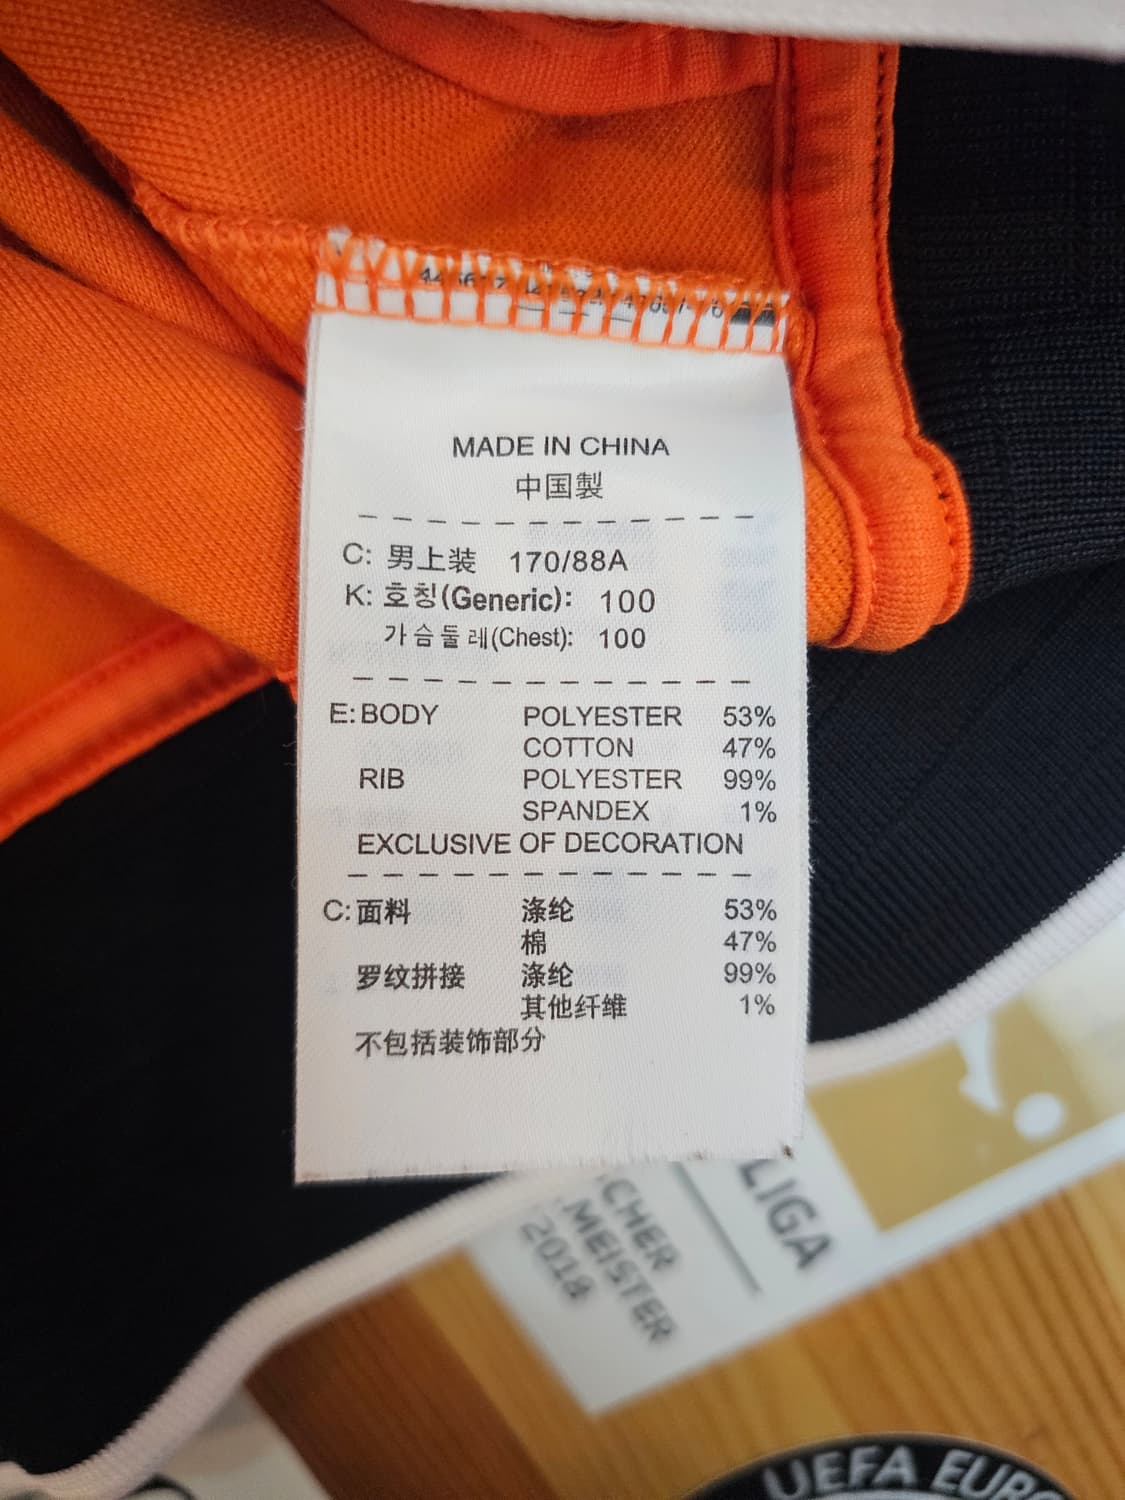 MADE IN CHINA
中国製
C: 男上装 170/88A
K: 호칭(Generic): 100
가슴둘레(Chest): 100
E: BODY POLYESTER 53%
COTTON 47%
RIB POLYESTER 99%
SPANDEX 1%
EXCLUSIVE OF DECORATION
C: 面料 涤纶 53%
棉 47%
罗纹拼接 涤纶 99%
其他纤维 1%
不包括装饰部分
LIGA
CHER
MEISTER
2018
UEFA EURO